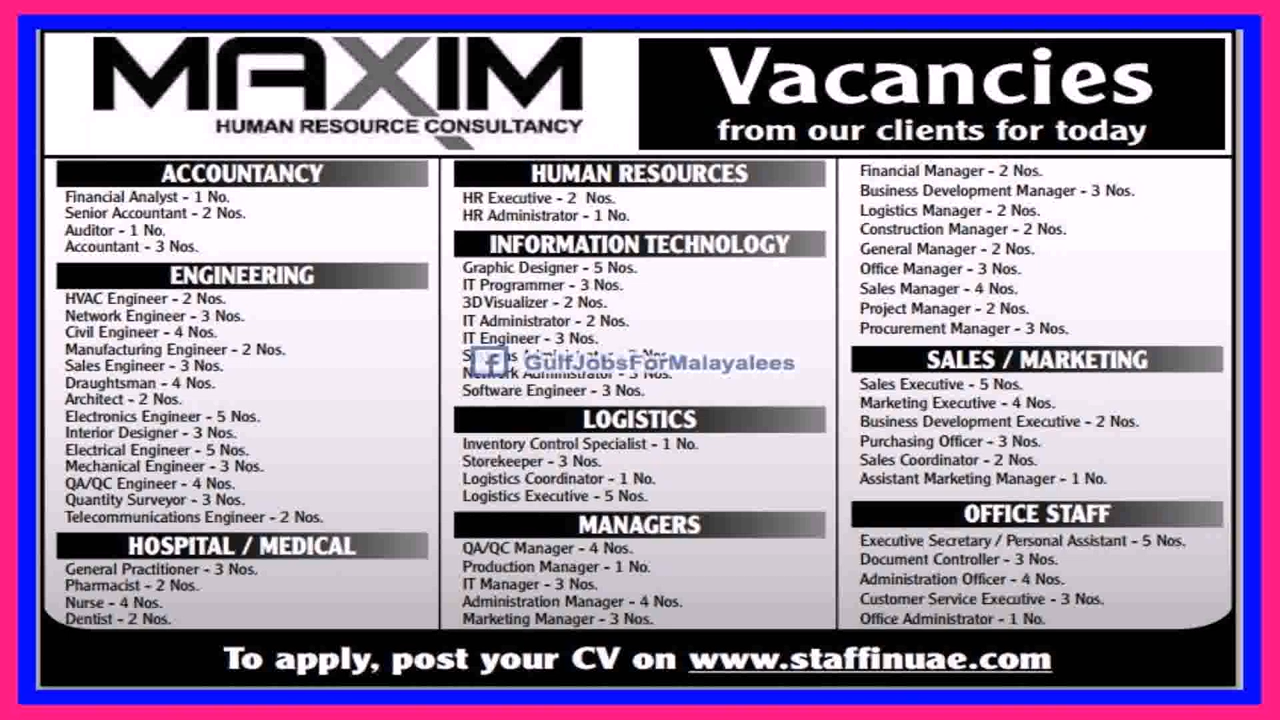 MAXIM
HUMAN RESOURCE CONSULTANCY
Vacancies
from our clients for today
ACCOUNTANCY
Financial Analyst - 1 No.
Senior Accountant - 2 Nos.
Auditor - 1 No.
Accountant - 3 Nos.
ENGINEERING
HVAC Engineer - 2 Nos.
Network Engineer - 3 Nos.
Civil Engineer - 4 Nos.
Manufacturing Engineer - 2 Nos.
Sales Engineer - 3 Nos.
Draughtsman - 4 Nos.
Architect - 2 Nos.
Electronics Engineer - 5 Nos.
Interior Designer - 3 Nos.
Electrical Engineer - 5 Nos.
Mechanical Engineer - 3 Nos.
QA/QC Engineer - 4 Nos.
Quantity Surveyor - 3 Nos.
Telecommunications Engineer - 2 Nos.
HOSPITAL / MEDICAL
General Practitioner - 3 Nos.
Pharmacist - 2 Nos.
Nurse - 4 Nos.
Dentist - 2 Nos.
HUMAN RESOURCES
HR Executive - 2 Nos.
HR Administrator - 1 No.
INFORMATION TECHNOLOGY
Graphic Designer - 5 Nos.
IT Programmer - 3 Nos.
3D Visualizer - 2 Nos.
IT Administrator - 2 Nos.
IT Engineer - 3 Nos.
GulfJobsForMalayalees
Network Administrator - 3 Nos.
Software Engineer - 3 Nos.
LOGISTICS
Inventory Control Specialist - 1 No.
Storekeeper - 3 Nos.
Logistics Coordinator - 1 No.
Logistics Executive - 5 Nos.
MANAGERS
QA/QC Manager - 4 Nos.
Production Manager - 1 No.
IT Manager - 3 Nos.
Administration Manager - 4 Nos.
Marketing Manager - 3 Nos.
Financial Manager - 2 Nos.
Business Development Manager - 3 Nos.
Logistics Manager - 2 Nos.
Construction Manager - 2 Nos.
General Manager - 2 Nos.
Office Manager - 3 Nos.
Sales Manager - 4 Nos.
Project Manager - 2 Nos.
Procurement Manager - 3 Nos.
SALES / MARKETING
Sales Executive - 5 Nos.
Marketing Executive - 4 Nos.
Business Development Executive - 2 Nos.
Purchasing Officer - 3 Nos.
Sales Coordinator - 2 Nos.
Assistant Marketing Manager - 1 No.
OFFICE STAFF
Executive Secretary / Personal Assistant - 5 Nos.
Document Controller - 3 Nos.
Administration Officer - 4 Nos.
Customer Service Executive - 3 Nos.
Office Administrator - 1 No.
To apply, post your CV on www.staffinuae.com